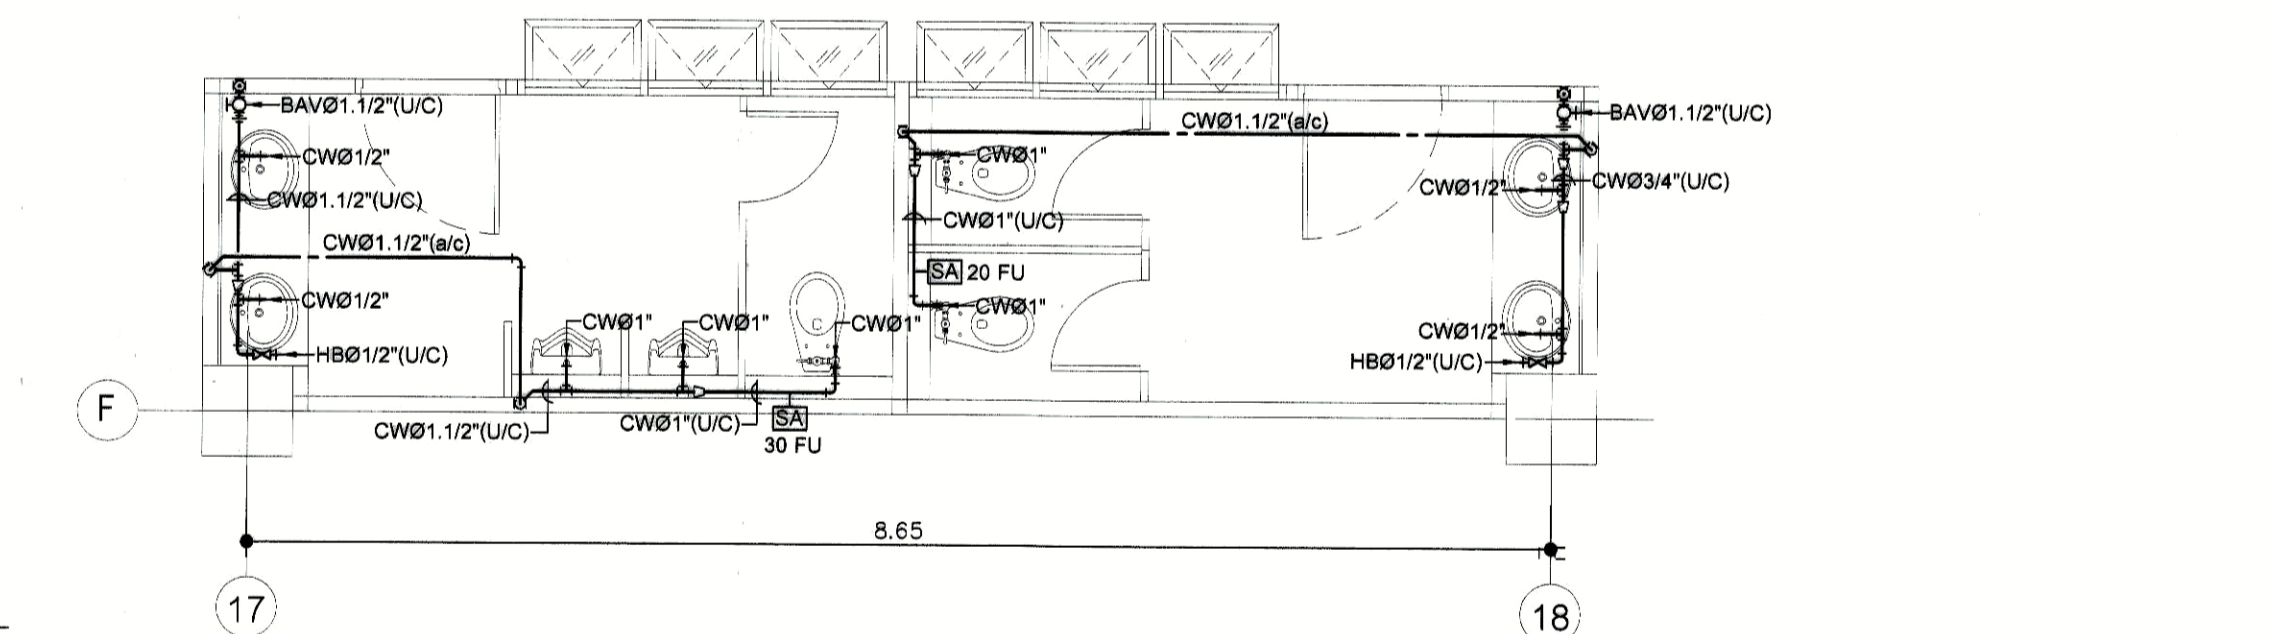 BAVØ1.1/2"(U/C)
CWØ1/2"
CWØ1.1/2"(U/C)
CWØ1.1/2"(a/c)
CWØ1/2"
HBØ1/2"(U/C)
CWØ1"
CWØ1"
CWØ1"
CWØ1.1/2"(U/C)
CWØ1"(U/C)
SA
30 FU
CWØ1.1/2"(a/c)
CWØ1"
CWØ1"(U/C)
SA 20 FU
CWØ1"
BAVØ1.1/2"(U/C)
CWØ1/2"
CWØ3/4"(U/C)
CWØ1/2"
HBØ1/2"(U/C)
F
8.65
17
18